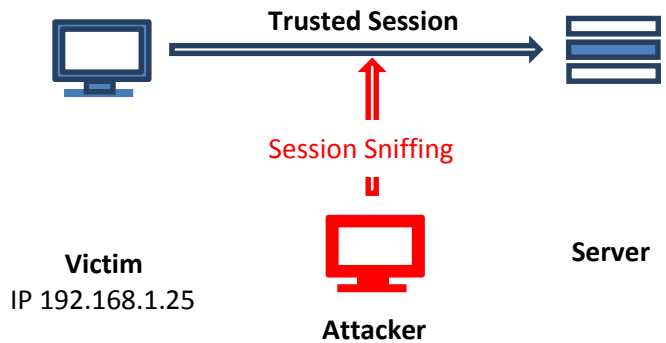 Trusted Session
Session Sniffing
Victim
IP 192.168.1.25
Server
Attacker